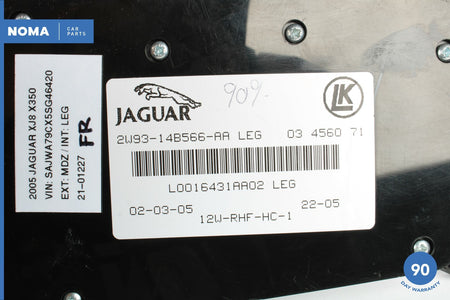 NOMA CAR PARTS
2005 JAGUAR XJ8 X350
VIN: SAJWA79CX5SG46420
EXT: MDZ / INT: LEG
21-01227 FR
JAGUAR
909.
LK
2W93-14B566-AA LEG 03 4560 71
L0016431AA02 LEG
02-03-05 22-05
12W-RHF-HC-1
90
DAY WARRANTY